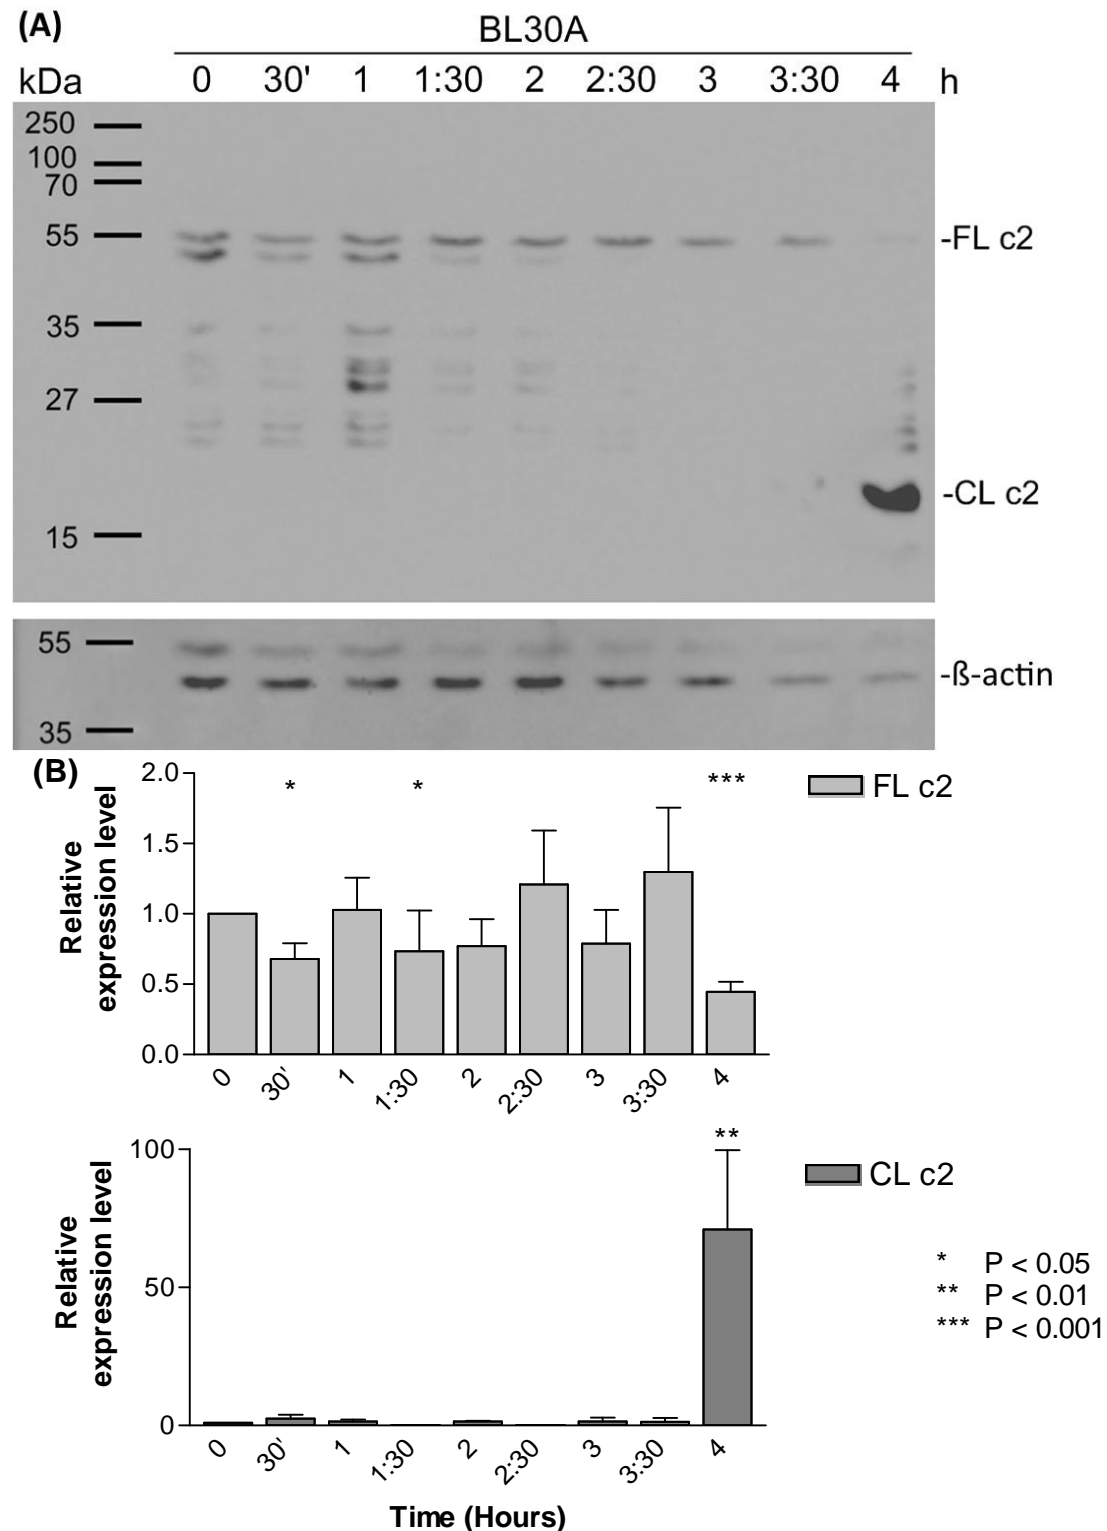 (A)
BL30A
kDa 0 30' 1 1:30 2 2:30 3 3:30 4 h
250
100
70
55 -FL c2
35
27
-CL c2
15
55
-ß-actin
35
(B)
2.0 * * *** FL c2
1.5
1.0
0.5
0.0
Relative
expression level
0 30' 1 1:30 2 2:30 3 3:30 4
100 ** CL c2
50
0
Relative
expression level
* P < 0.05
** P < 0.01
*** P < 0.001
0 30' 1 1:30 2 2:30 3 3:30 4
Time (Hours)